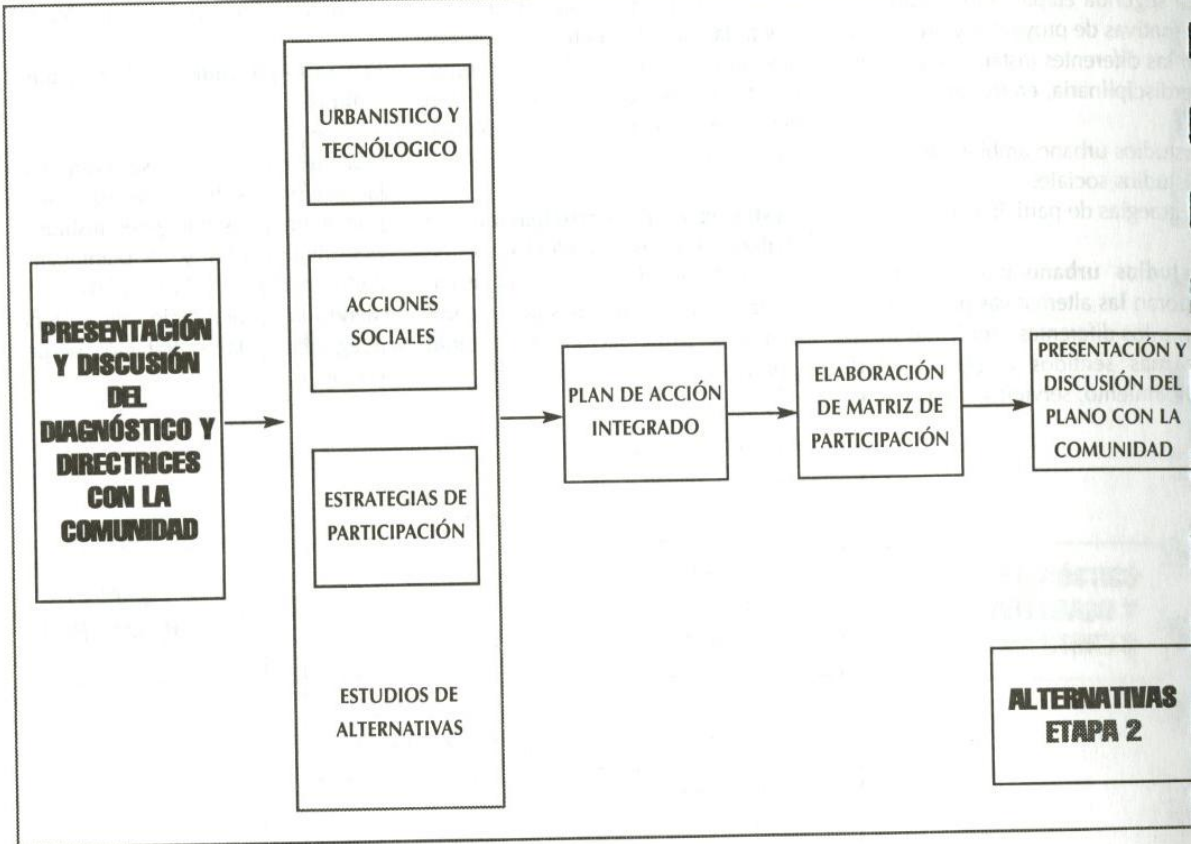 PRESENTACIÓN
Y DISCUSIÓN
DEL
DIAGNÓSTICO Y
DIRECTRICES
CON LA
COMUNIDAD
URBANISTICO Y
TECNÓLOGICO
ACCIONES
SOCIALES
ESTRATEGIAS DE
PARTICIPACIÓN
ESTUDIOS DE
ALTERNATIVAS
PLAN DE ACCIÓN
INTEGRADO
ELABORACIÓN
DE MATRIZ DE
PARTICIPACIÓN
PRESENTACIÓN Y
DISCUSIÓN DEL
PLANO CON LA
COMUNIDAD
ALTERNATIVAS
ETAPA 2